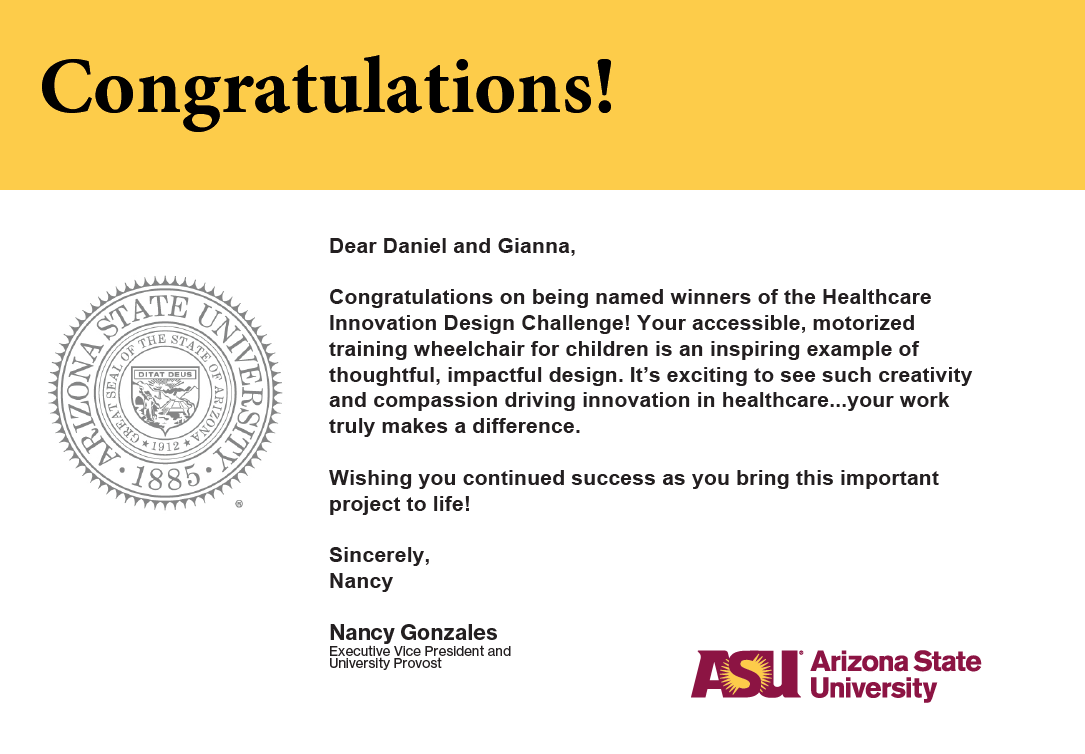 Congratulations!
Dear Daniel and Gianna,
Congratulations on being named winners of the Healthcare
Innovation Design Challenge! Your accessible, motorized
training wheelchair for children is an inspiring example of
thoughtful, impactful design. It’s exciting to see such creativity
and compassion driving innovation in healthcare...your work
truly makes a difference.
Wishing you continued success as you bring this important
project to life!
Sincerely,
Nancy
Nancy Gonzales
Executive Vice President and
University Provost
ARIZONA STATE UNIVERSITY
GREAT SEAL OF THE STATE OF ARIZONA
DITAT DEUS
★ 1912 ★
· 1885 ·
®
ASU®
Arizona State
University